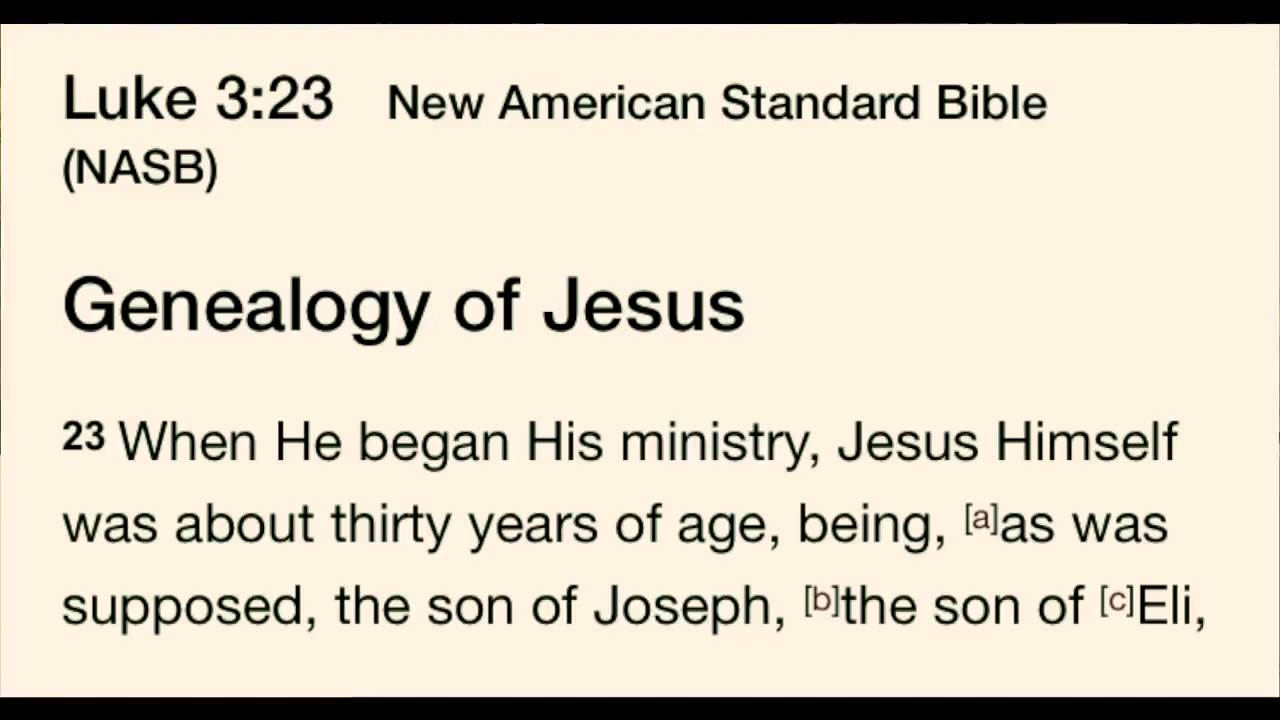 Luke 3:23 New American Standard Bible
(NASB)
Genealogy of Jesus
23 When He began His ministry, Jesus Himself
was about thirty years of age, being, [a]as was
supposed, the son of Joseph, [b]the son of [c]Eli,